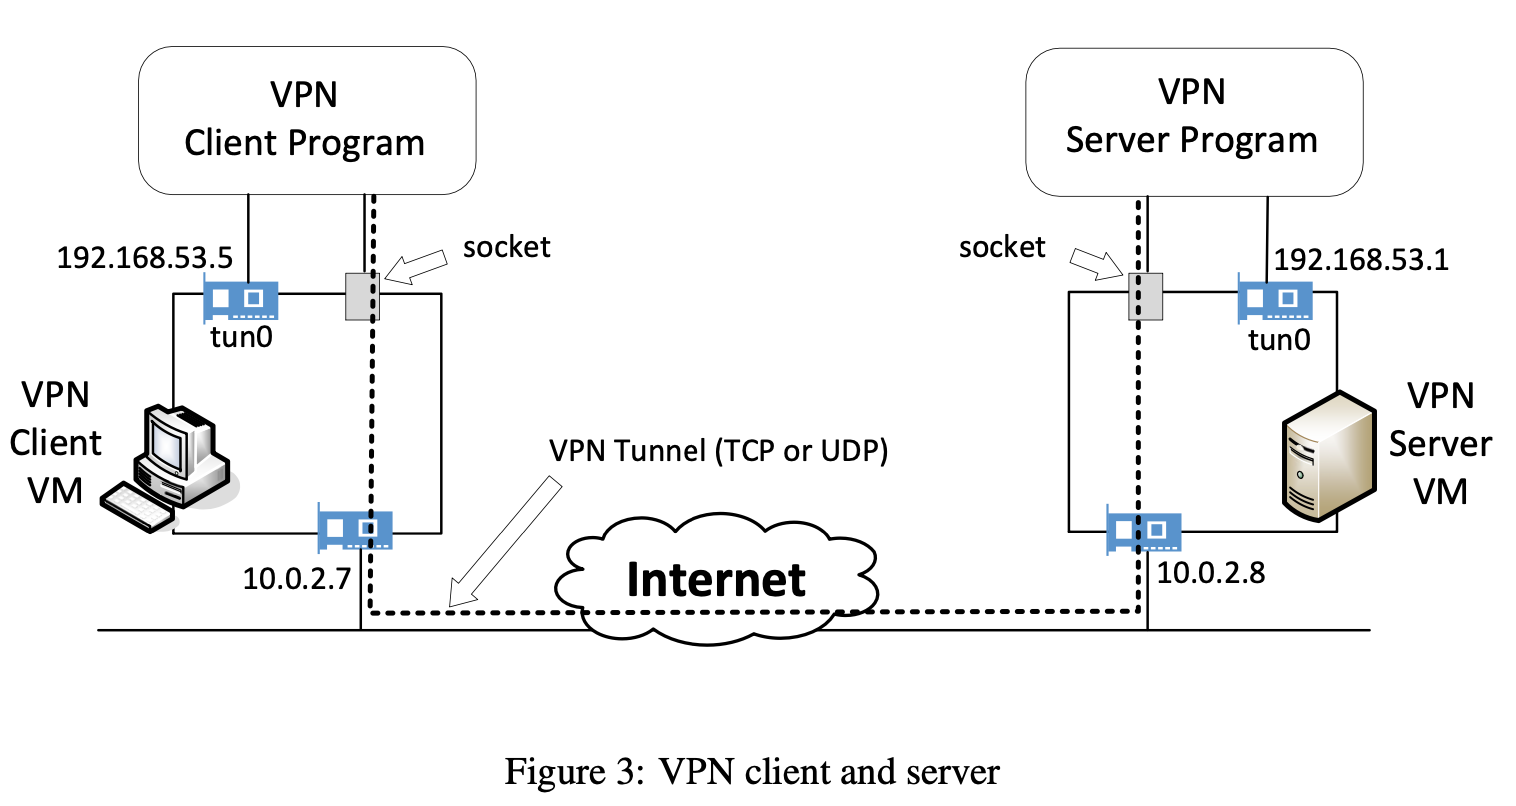 VPN
Client Program
VPN
Server Program
192.168.53.5
socket
socket
192.168.53.1
tun0
tun0
VPN
Client
VM
VPN Tunnel (TCP or UDP)
VPN
Server
VM
10.0.2.7
Internet
10.0.2.8
Figure 3: VPN client and server